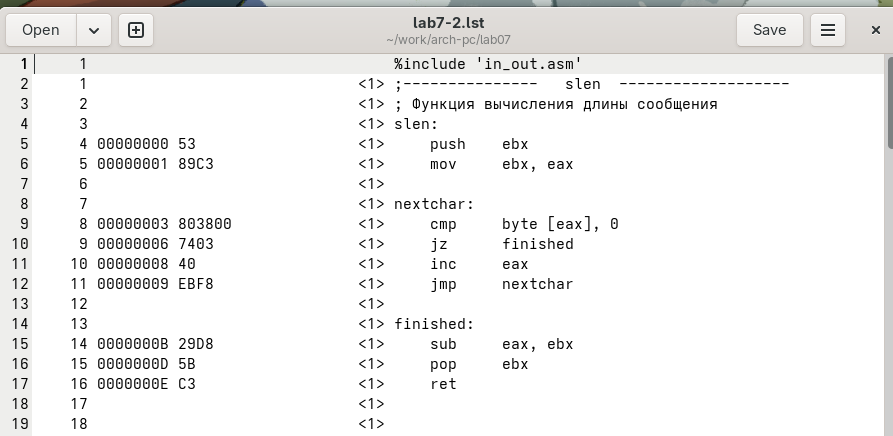 Open
lab7-2.lst
~/work/arch-pc/lab07
Save
1 1 %include 'in_out.asm'
2 1 <1> ;--------------- slen -------------------
3 2 <1> ; Функция вычисления длины сообщения
4 3 <1> slen:
5 4 00000000 53 <1> push ebx
6 5 00000001 89C3 <1> mov ebx, eax
7 6 <1>
8 7 <1> nextchar:
9 8 00000003 803800 <1> cmp byte [eax], 0
10 9 00000006 7403 <1> jz finished
11 10 00000008 40 <1> inc eax
12 11 00000009 EBF8 <1> jmp nextchar
13 12 <1>
14 13 <1> finished:
15 14 0000000B 29D8 <1> sub eax, ebx
16 15 0000000D 5B <1> pop ebx
17 16 0000000E C3 <1> ret
18 17 <1>
19 18 <1>